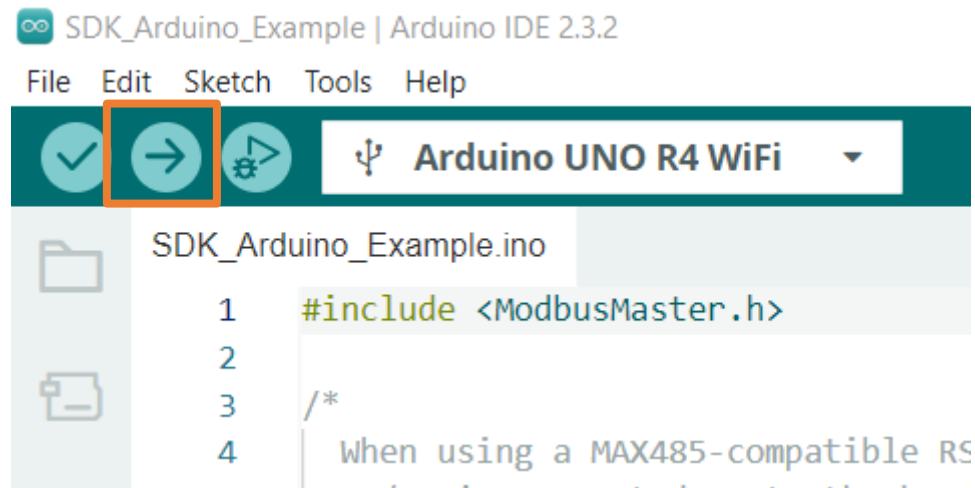 SDK_Arduino_Example | Arduino IDE 2.3.2
File Edit Sketch Tools Help
Arduino UNO R4 WiFi
SDK_Arduino_Example.ino
1 #include <ModbusMaster.h>
2
3 /*
4 When using a MAX485-compatible RS